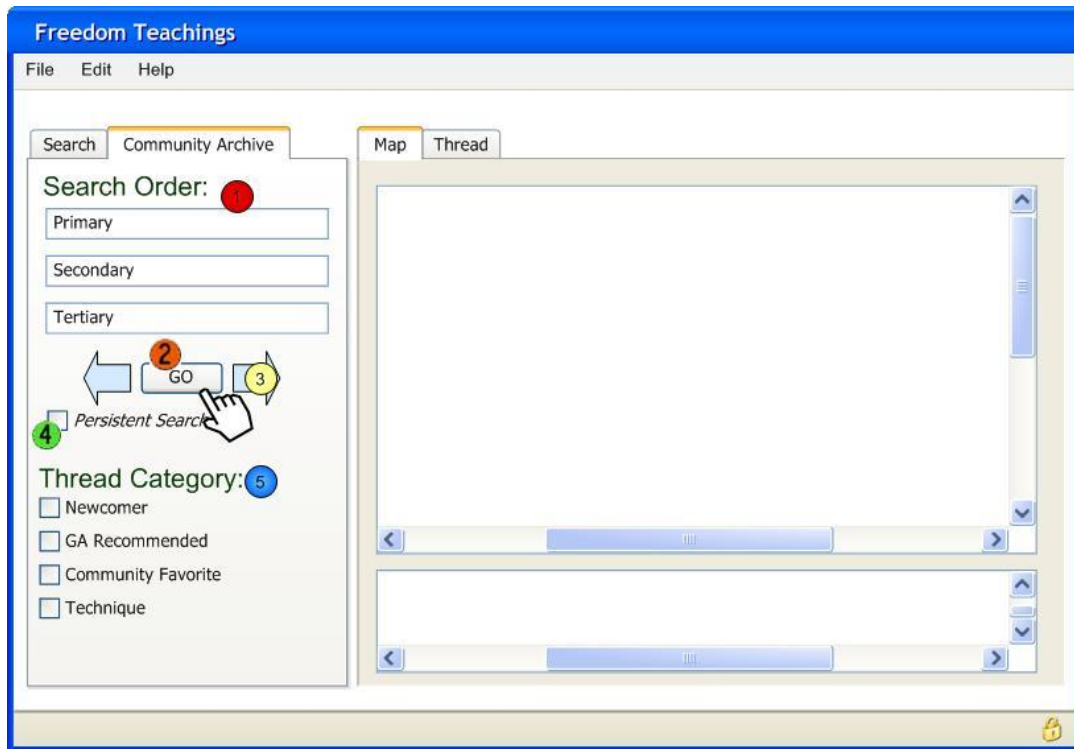 Freedom Teachings
File Edit Help
Search Community Archive
Map Thread
Search Order: 1
Primary
Secondary
Tertiary
2
GO
3
4 Persistent Search
Thread Category: 5
Newcomer
GA Recommended
Community Favorite
Technique